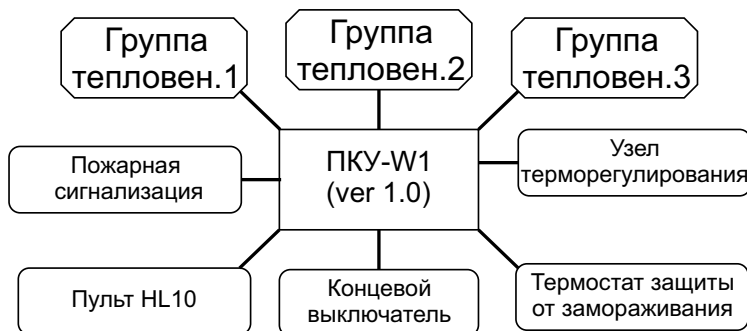 Группа
тепловен.1
Группа
тепловен.2
Группа
тепловен.3
Пожарная
сигнализация
ПКУ-W1
(ver 1.0)
Узел
терморегулирования
Пульт HL10
Концевой
выключатель
Термостат защиты
от замораживания